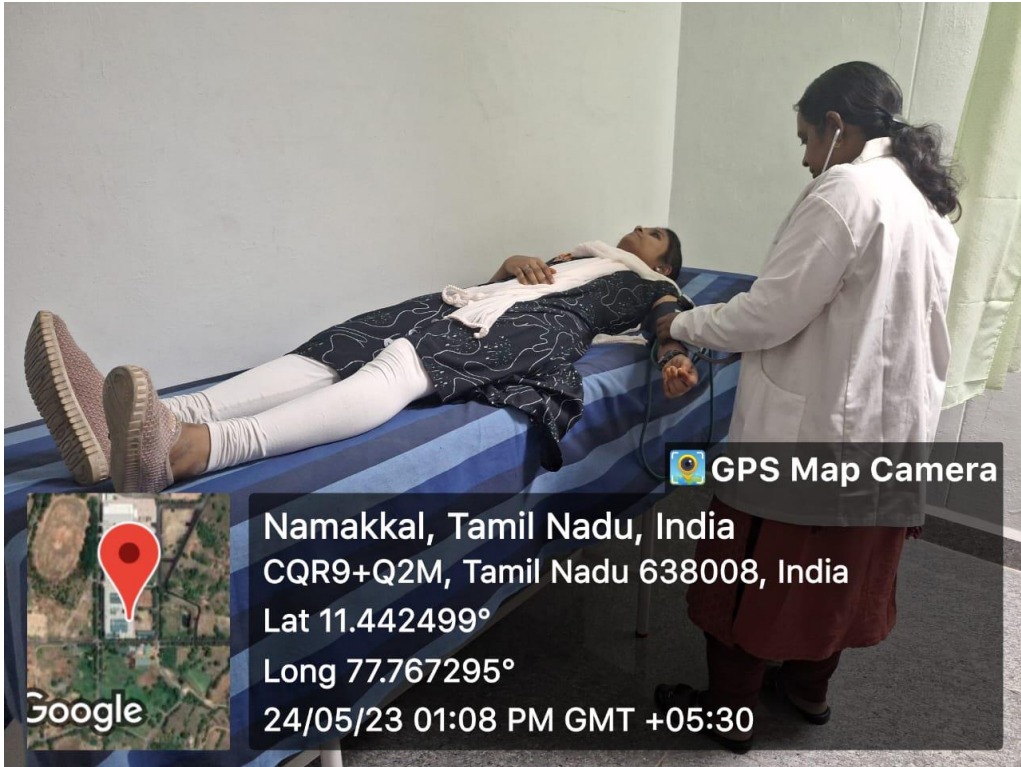 GPS Map Camera
Namakkal, Tamil Nadu, India
CQR9+Q2M, Tamil Nadu 638008, India
Lat 11.442499°
Long 77.767295°
24/05/23 01:08 PM GMT +05:30
Google